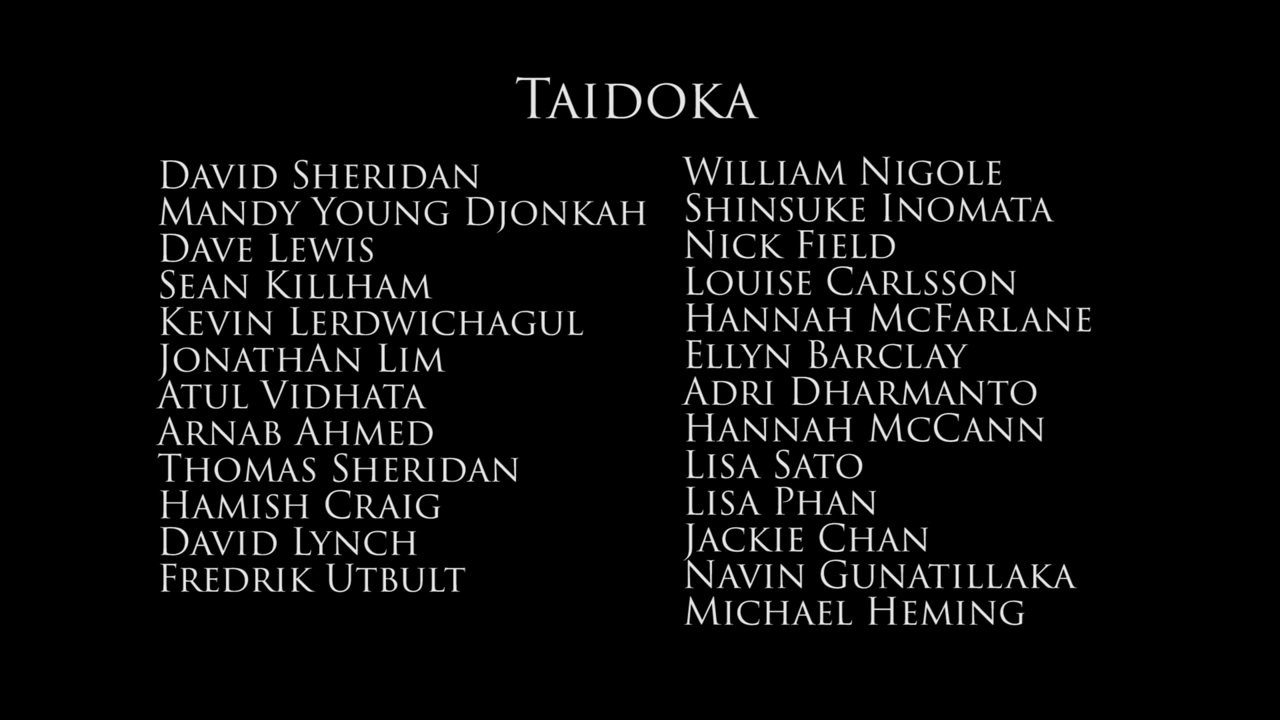 Taidoka
David Sheridan
Mandy Young Djonkah
Dave Lewis
Sean Killham
Kevin Lerdwichagul
JonathAn Lim
Atul Vidhata
Arnab Ahmed
Thomas Sheridan
Hamish Craig
David Lynch
Fredrik Utbult
William Nigole
Shinsuke Inomata
Nick Field
Louise Carlsson
Hannah McFarlane
Ellyn Barclay
Adri Dharmanto
Hannah McCann
Lisa Sato
Lisa Phan
Jackie Chan
Navin Gunatillaka
Michael Heming